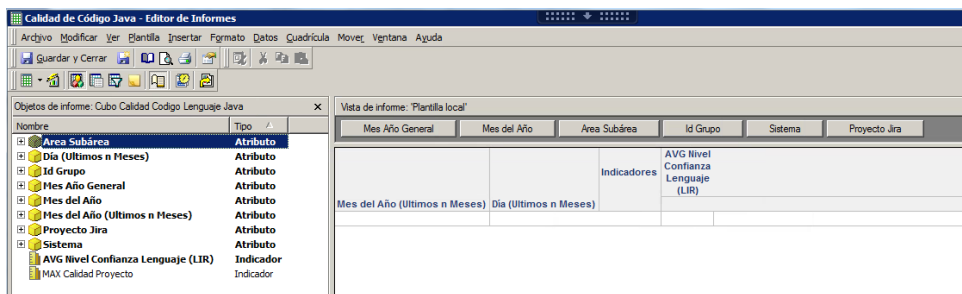 Calidad de Código Java - Editor de Informes
Archivo Modificar Ver Plantilla Insertar Formato Datos Cuadrícula Mover Ventana Ayuda
Guardar y Cerrar
Objetos de informe: Cubo Calidad Codigo Lenguaje Java x
Nombre Tipo
Area Subárea Atributo
Día (Ultimos n Meses) Atributo
Id Grupo Atributo
Mes Año General Atributo
Mes del Año Atributo
Mes del Año (Ultimos n Meses) Atributo
Proyecto Jira Atributo
Sistema Atributo
AVG Nivel Confianza Lenguaje (LIR) Indicador
MAX Calidad Proyecto Indicador
Vista de informe: 'Plantilla local'
Mes Año General Mes del Año Area Subárea Id Grupo Sistema Proyecto Jira
Mes del Año (Ultimos n Meses) Día (Ultimos n Meses) Indicadores
AVG Nivel
Confianza
Lenguaje
(LIR)